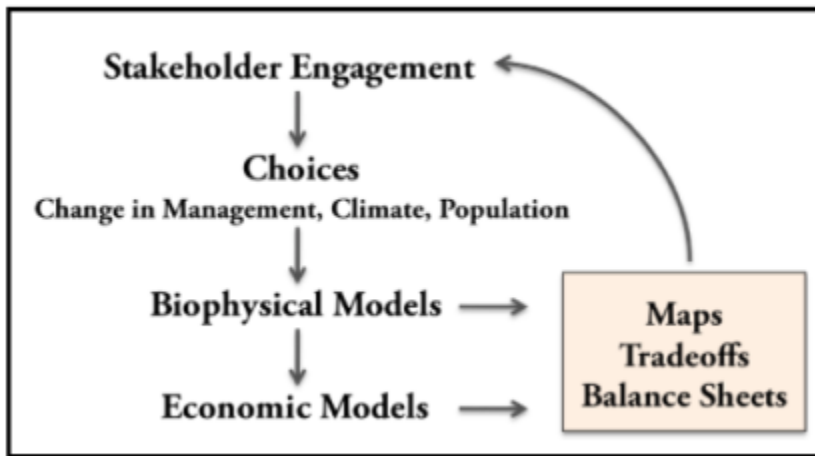 Stakeholder Engagement
Choices
Change in Management, Climate, Population
Biophysical Models
Economic Models
Maps
Tradeoffs
Balance Sheets